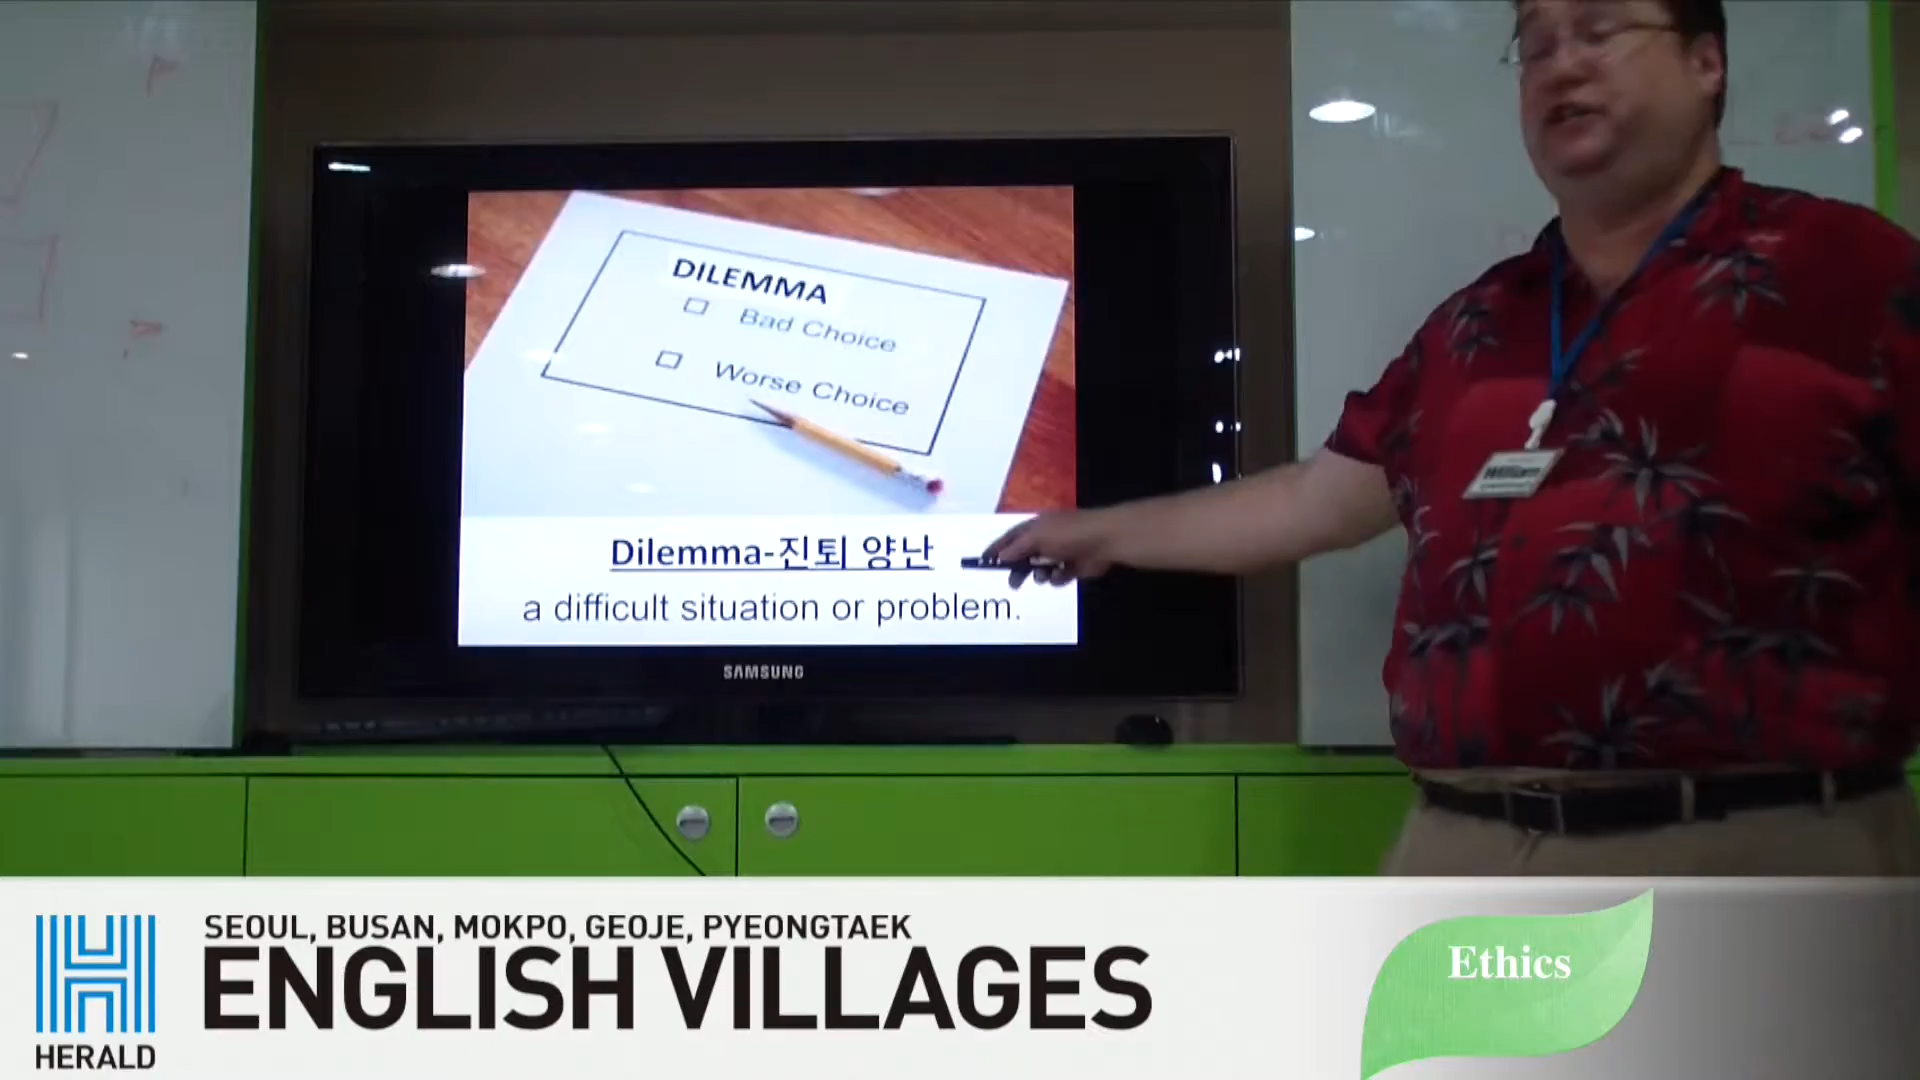 DILEMMA
Bad Choice
Worse Choice
Dilemma-진퇴 양난
a difficult situation or problem.
SAMSUNG
William
SEOUL, BUSAN, MOKPO, GEOJE, PYEONGTAEK
ENGLISH VILLAGES
HERALD
Ethics